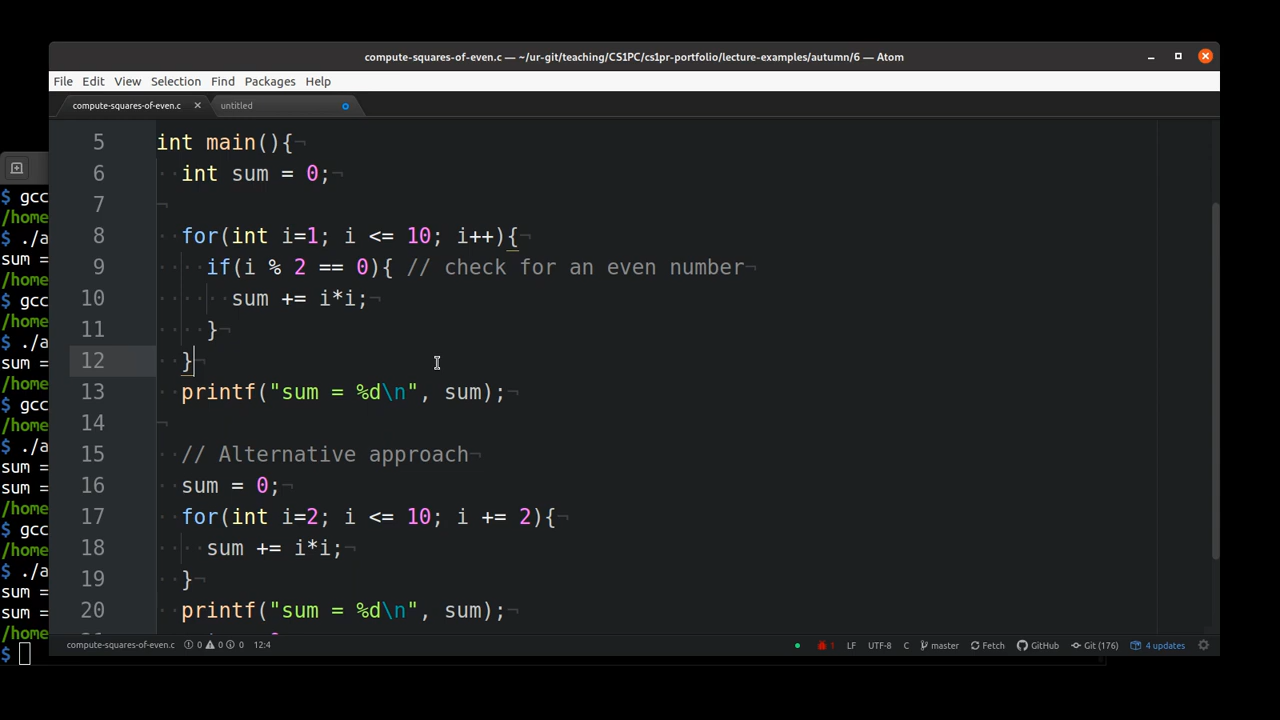 compute-squares-of-even.c — ~/ur-git/teaching/CS1PC/cs1pr-portfolio/lecture-examples/autumn/6 — Atom
File Edit View Selection Find Packages Help
compute-squares-of-even.c untitled
5 int main(){
6 int sum = 0;
7
8 for(int i=1; i <= 10; i++){
9 if(i % 2 == 0){ // check for an even number
10 sum += i*i;
11 }
12 }
13 printf("sum = %d\n", sum);
14
15 // Alternative approach
16 sum = 0;
17 for(int i=2; i <= 10; i += 2){
18 sum += i*i;
19 }
20 printf("sum = %d\n", sum);
compute-squares-of-even.c 0 0 0 12:4 1 LF UTF-8 C master Fetch GitHub Git (176) 4 updates
$ gcc
/home
$ ./a
sum =
/home
$ gcc
/home
$ ./a
sum =
/home
$ gcc
/home
$ ./a
sum =
sum =
/home
$ gcc
/home
$ ./a
sum =
sum =
/home
$